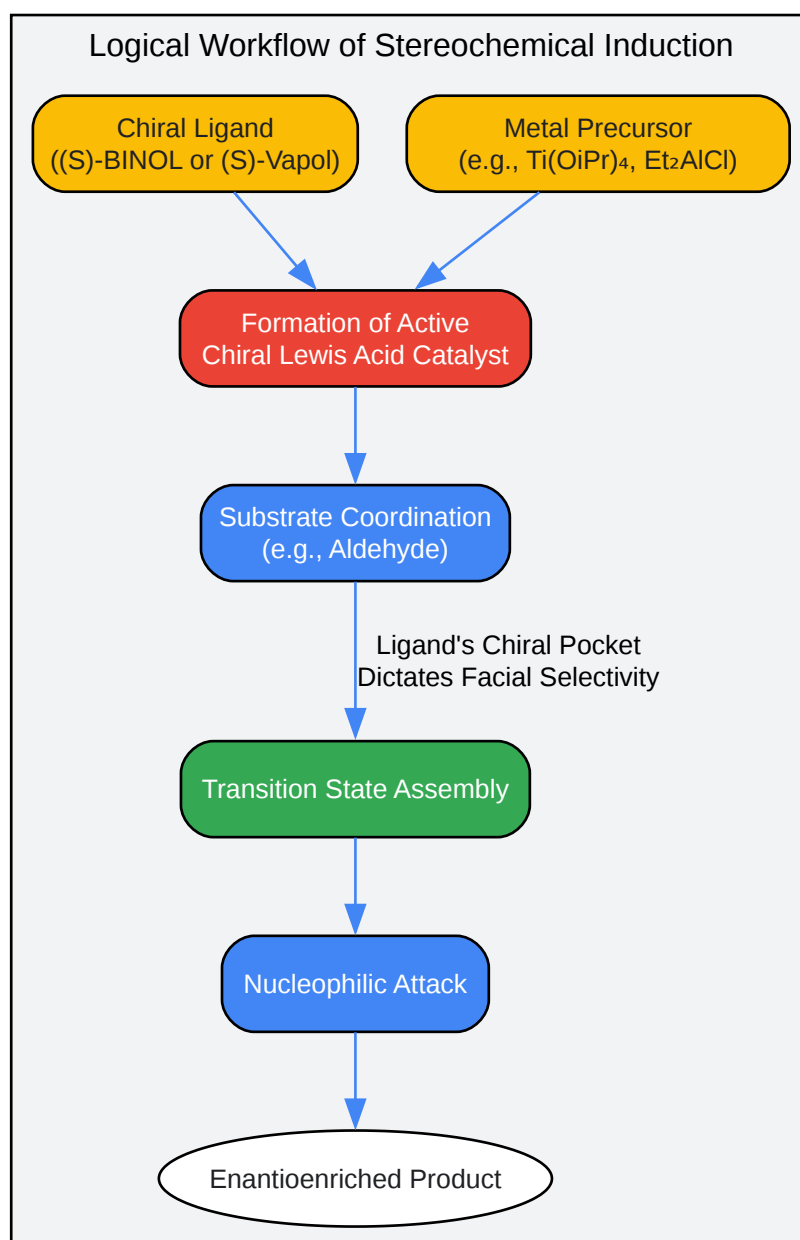 Logical Workflow of Stereochemical Induction
Chiral Ligand
((S)-BINOL or (S)-Vapol)
Metal Precursor
(e.g., Ti(OiPr)₄, Et₂AlCl)
Formation of Active
Chiral Lewis Acid Catalyst
Substrate Coordination
(e.g., Aldehyde)
Ligand's Chiral Pocket
Dictates Facial Selectivity
Transition State Assembly
Nucleophilic Attack
Enantioenriched Product